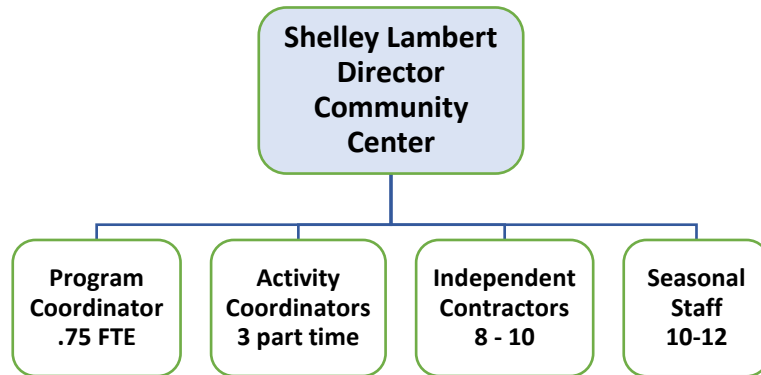 Shelley Lambert
Director
Community
Center
Program
Coordinator
.75 FTE
Activity
Coordinators
3 part time
Independent
Contractors
8 - 10
Seasonal
Staff
10-12